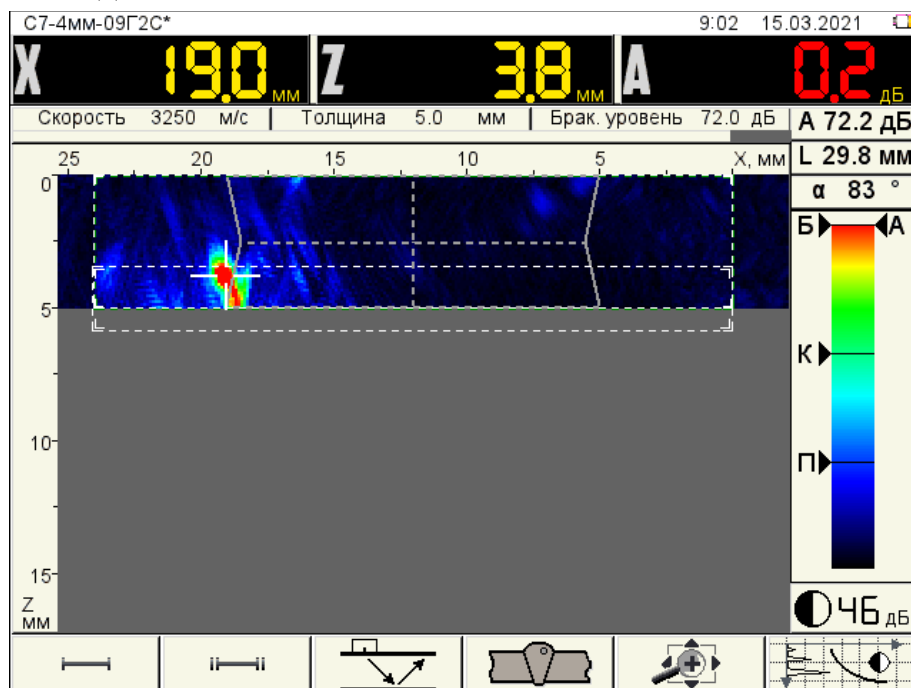 С7-4мм-09Г2С* 9:02 15.03.2021
X 19.0 мм Z 3.8 мм A 0.2 дБ
Скорость 3250 м/с Толщина 5.0 мм Брак. уровень 72.0 дБ
A 72.2 дБ
25 20 15 10 5 X, мм
L 29.8 мм
α 83 °
0
Б А
5
К
10
П
15
Z
мм
46 дБ